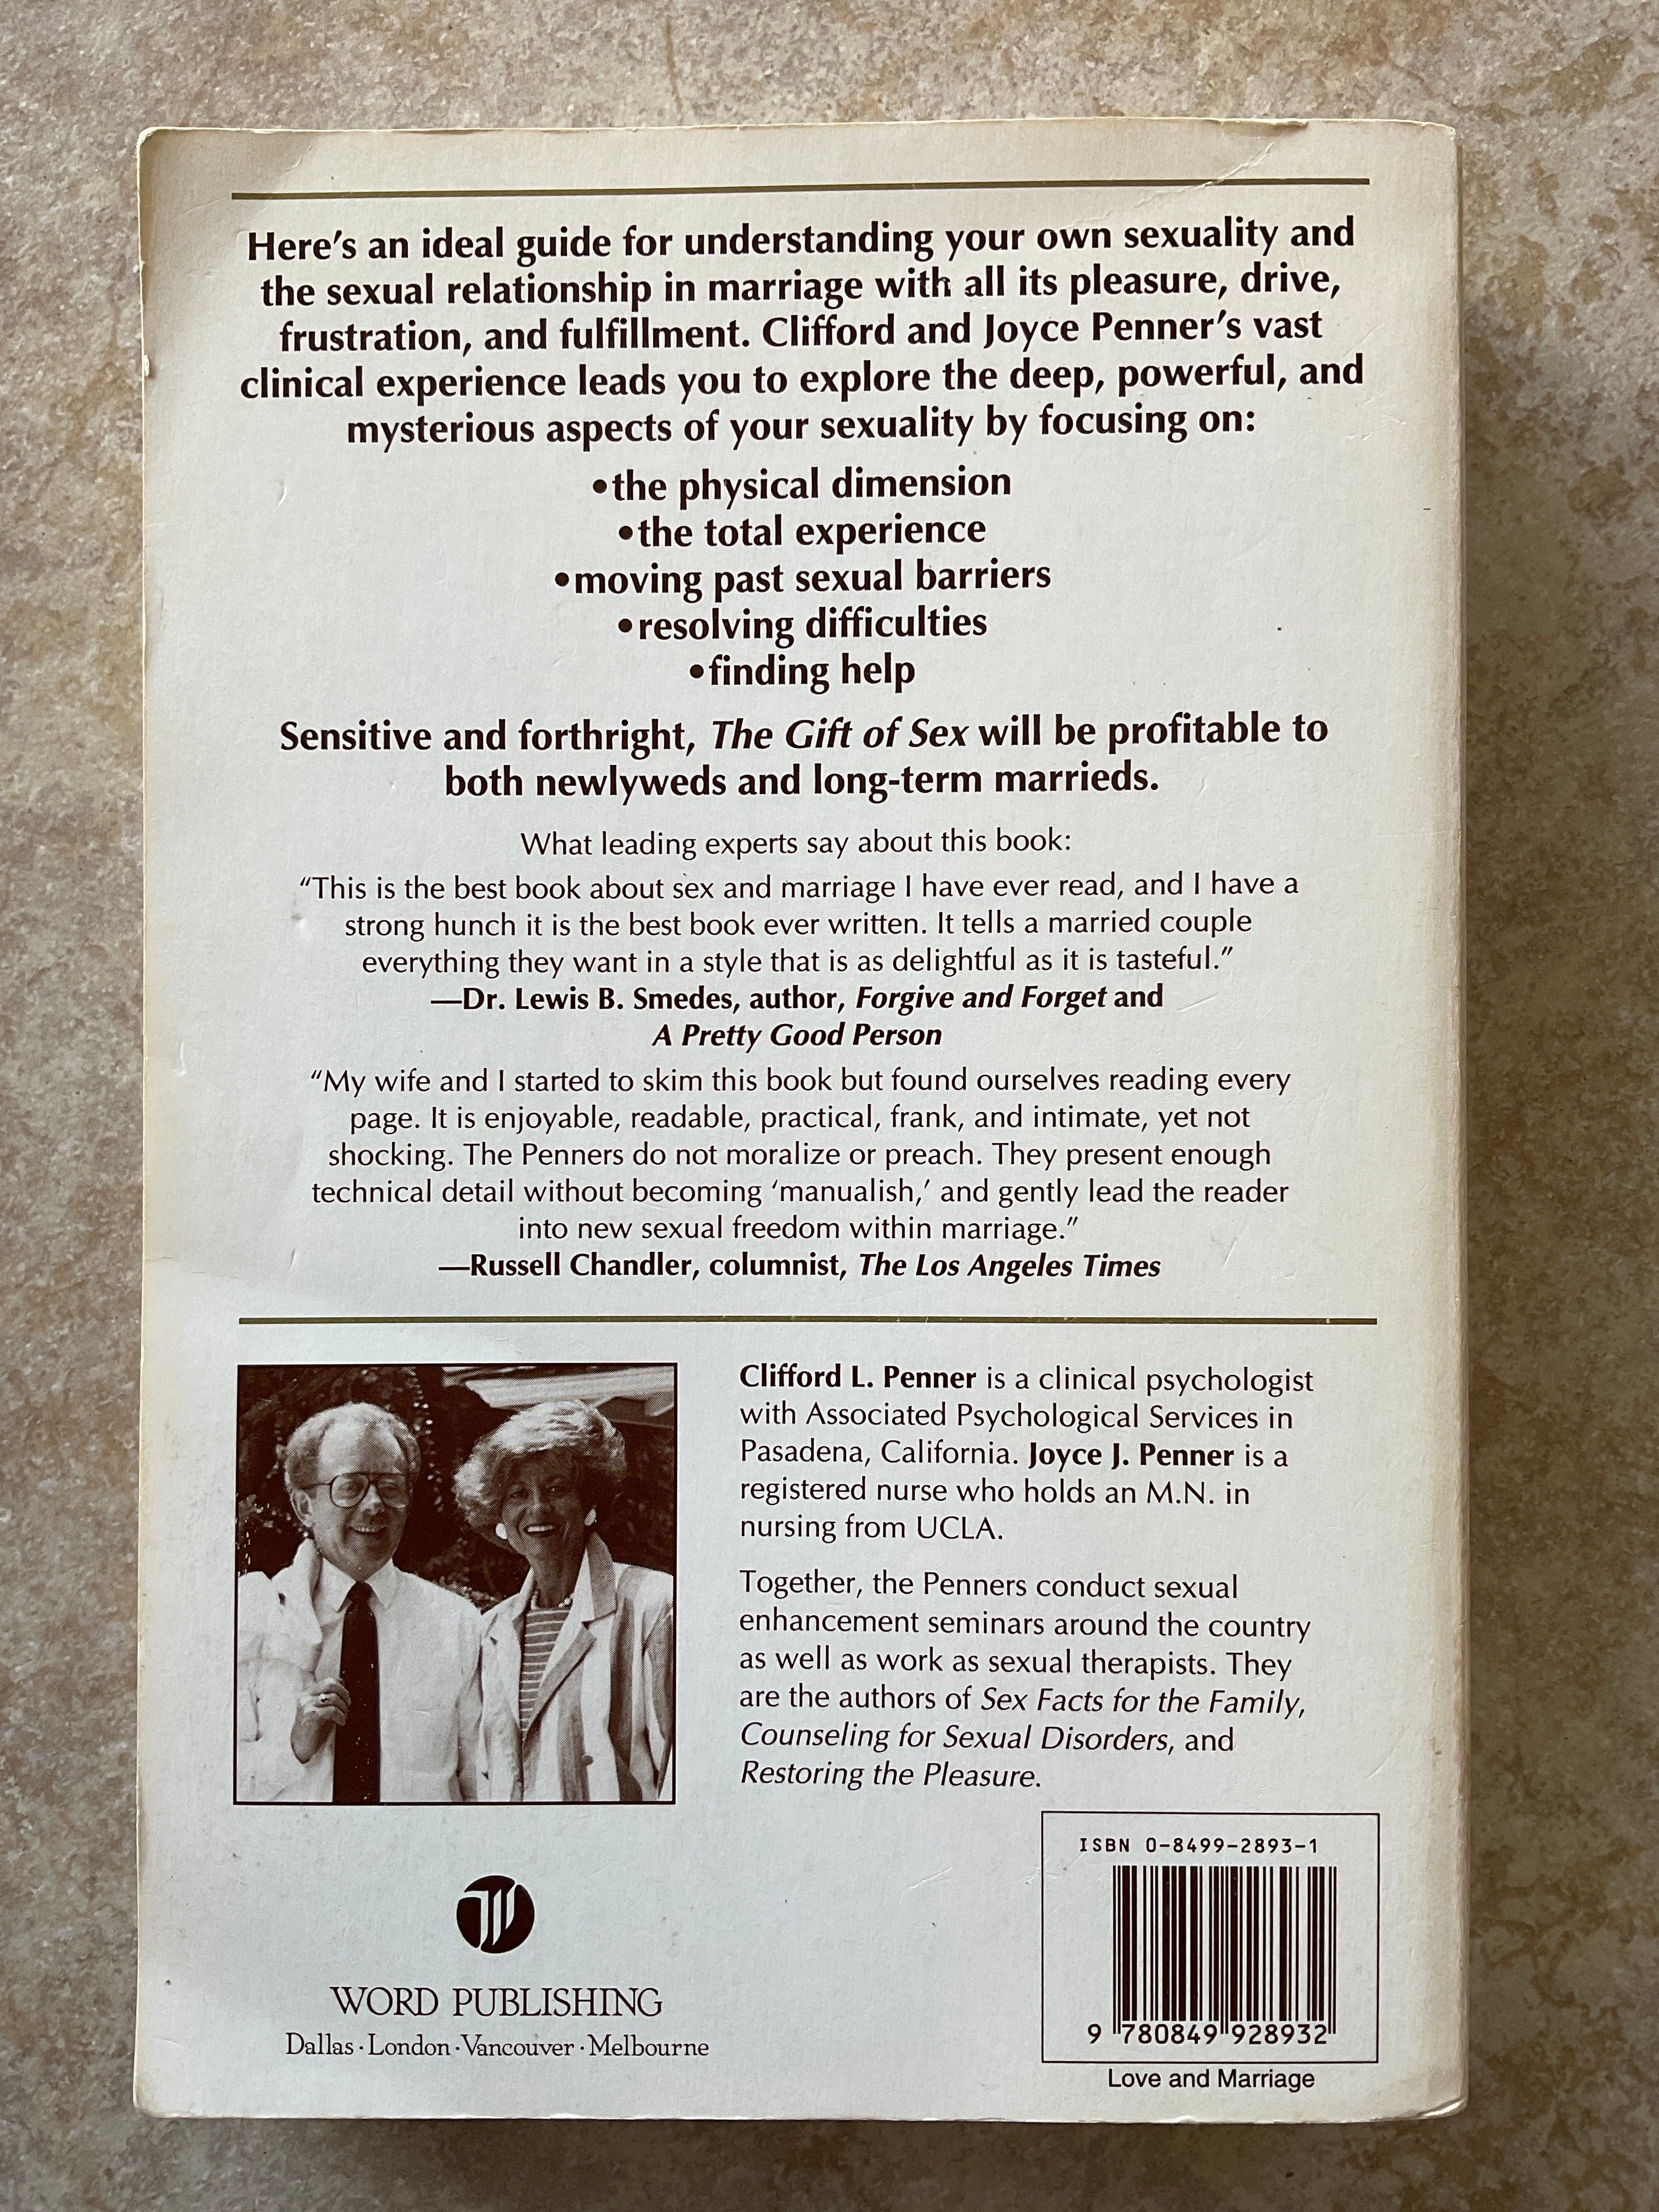 Here's an ideal guide for understanding your own sexuality and
the sexual relationship in marriage with all its pleasure, drive,
frustration, and fulfillment. Clifford and Joyce Penner's vast
clinical experience leads you to explore the deep, powerful, and
mysterious aspects of your sexuality by focusing on:
•the physical dimension
•the total experience
•moving past sexual barriers
•resolving difficulties
•finding help
Sensitive and forthright, The Gift of Sex will be profitable to
both newlyweds and long-term marrieds.
What leading experts say about this book:
“This is the best book about sex and marriage I have ever read, and I have a
strong hunch it is the best book ever written. It tells a married couple
everything they want in a style that is as delightful as it is tasteful.”
—Dr. Lewis B. Smedes, author, Forgive and Forget and
A Pretty Good Person
“My wife and I started to skim this book but found ourselves reading every
page. It is enjoyable, readable, practical, frank, and intimate, yet not
shocking. The Penners do not moralize or preach. They present enough
technical detail without becoming ‘manualish,’ and gently lead the reader
into new sexual freedom within marriage.”
—Russell Chandler, columnist, The Los Angeles Times
Clifford L. Penner is a clinical psychologist
with Associated Psychological Services in
Pasadena, California. Joyce J. Penner is a
registered nurse who holds an M.N. in
nursing from UCLA.
Together, the Penners conduct sexual
enhancement seminars around the country
as well as work as sexual therapists. They
are the authors of Sex Facts for the Family,
Counseling for Sexual Disorders, and
Restoring the Pleasure.
WORD PUBLISHING
Dallas · London · Vancouver · Melbourne
ISBN 0-8499-2893-1
9 780849 928932
Love and Marriage